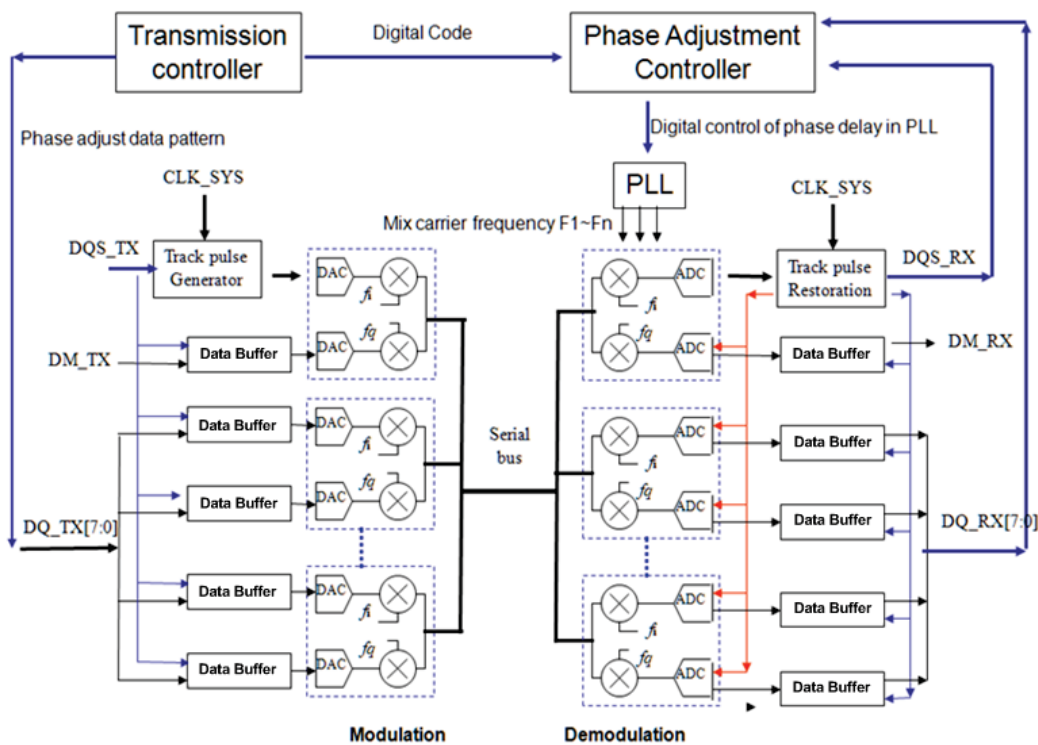 Transmission
controller
Digital Code
Phase Adjustment
Controller
Phase adjust data pattern
Digital control of phase delay in PLL
CLK_SYS
PLL
CLK_SYS
Mix carrier frequency F1~Fn
DQS_TX
Track pulse
Generator
DAC
fi
ADC
fi
Track pulse
Restoration
DQS_RX
DM_TX
Data Buffer
DAC
fq
fq
ADC
Data Buffer
DM_RX
Data Buffer
DAC
fi
Serial
bus
fi
ADC
Data Buffer
Data Buffer
DAC
fq
fq
ADC
Data Buffer
DQ_TX[7:0]
DQ_RX[7:0]
Data Buffer
DAC
fi
fi
ADC
Data Buffer
Data Buffer
DAC
fq
fq
ADC
Data Buffer
Modulation
Demodulation